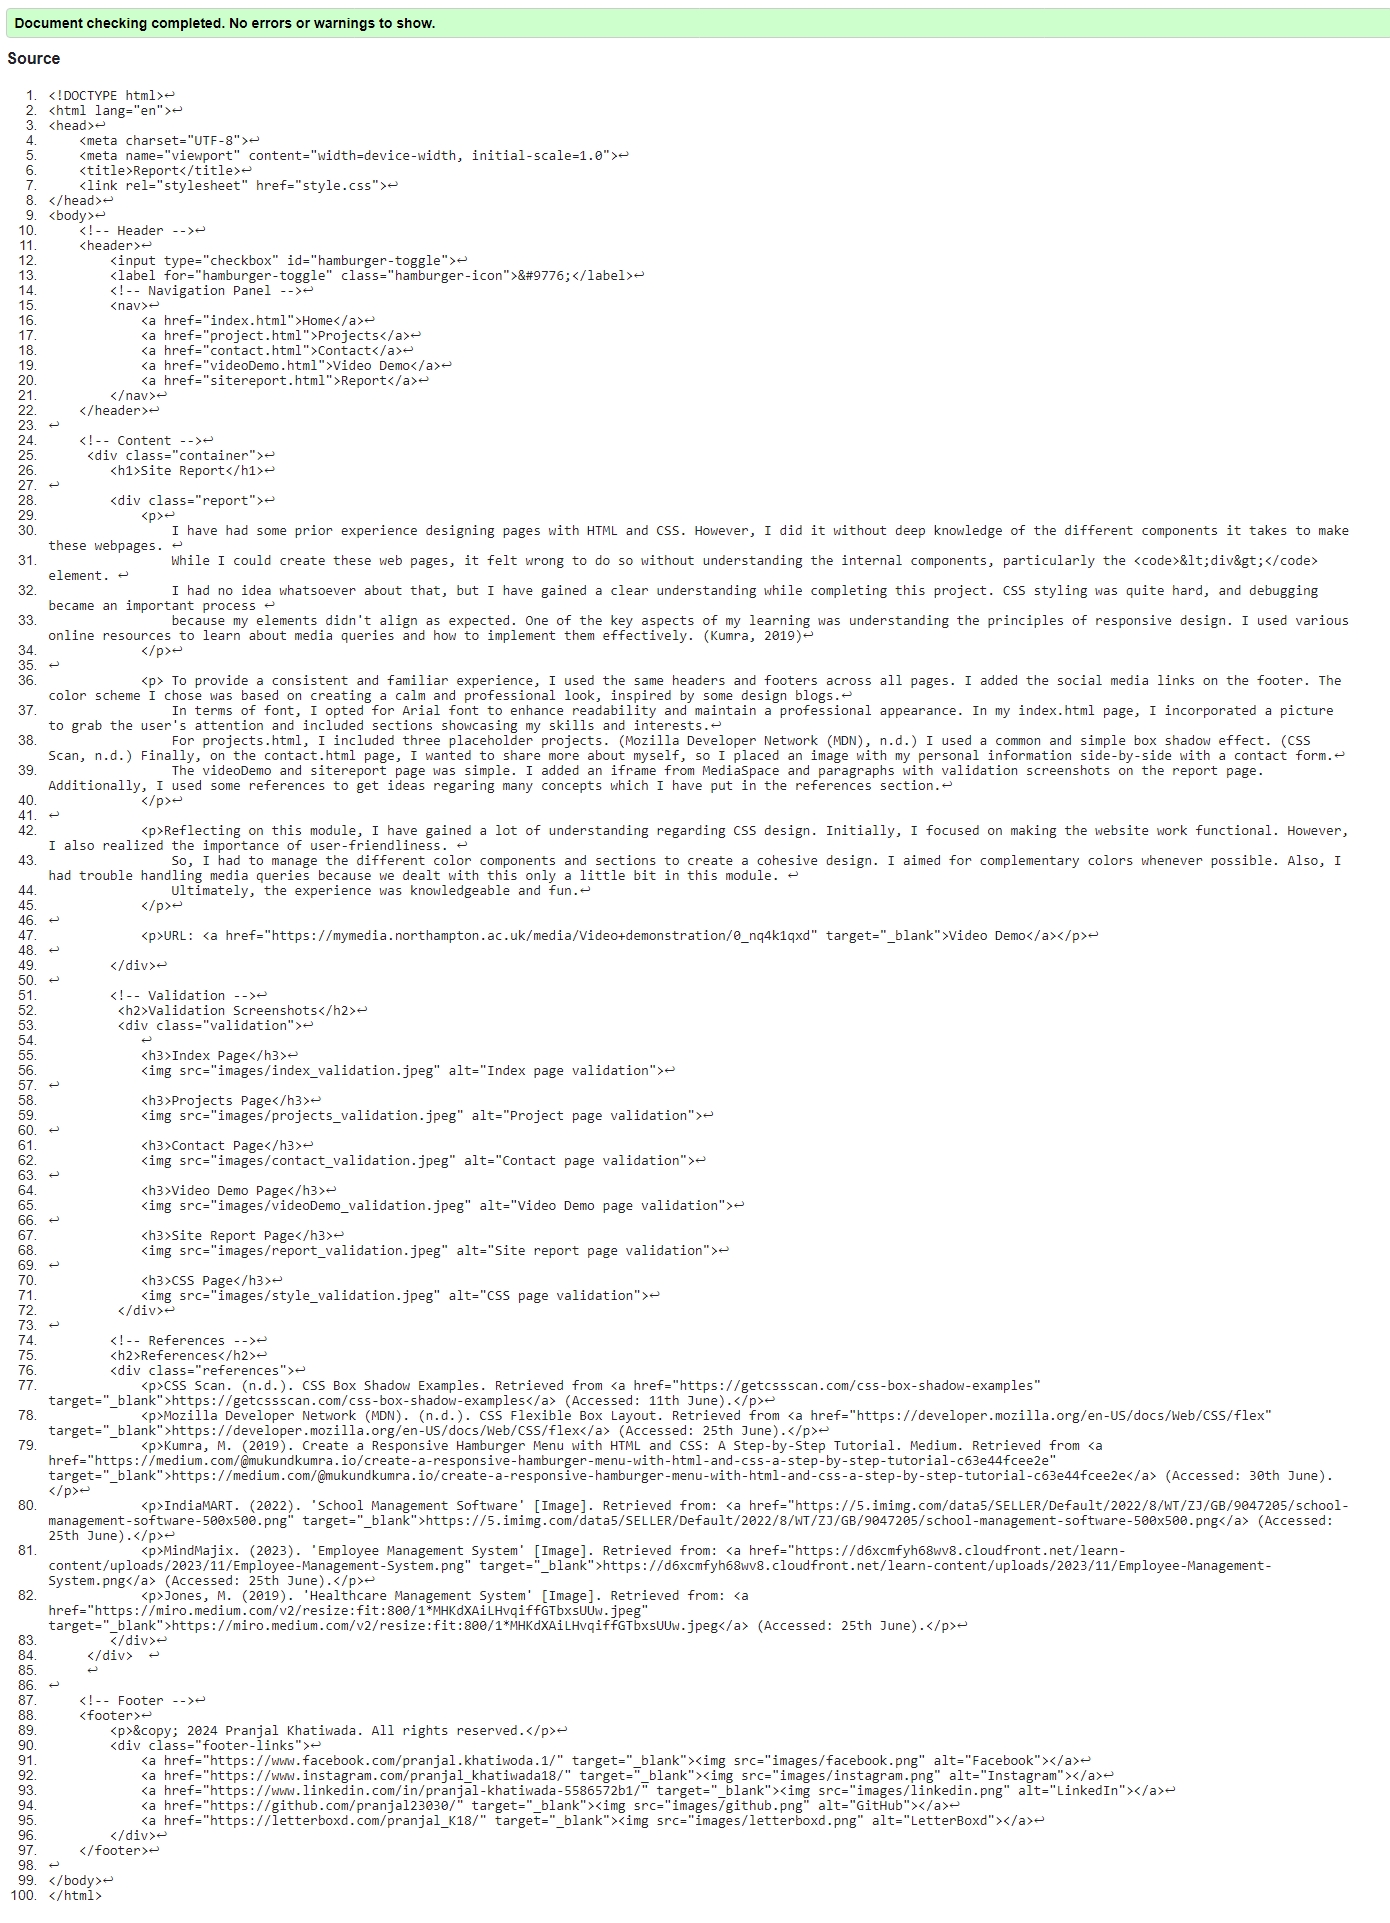 Document checking completed. No errors or warnings to show.
Source
1. <!DOCTYPE html>↩
2. <html lang="en">↩
3. <head>↩
4.     <meta charset="UTF-8">↩
5.     <meta name="viewport" content="width=device-width, initial-scale=1.0">↩
6.     <title>Report</title>↩
7.     <link rel="stylesheet" href="style.css">↩
8. </head>↩
9. <body>↩
10.     <!-- Header -->↩
11.     <header>↩
12.         <input type="checkbox" id="hamburger-toggle">↩
13.         <label for="hamburger-toggle" class="hamburger-icon">&#9776;</label>↩
14.         <!-- Navigation Panel -->↩
15.         <nav>↩
16.             <a href="index.html">Home</a>↩
17.             <a href="project.html">Projects</a>↩
18.             <a href="contact.html">Contact</a>↩
19.             <a href="videoDemo.html">Video Demo</a>↩
20.             <a href="sitereport.html">Report</a>↩
21.         </nav>↩
22.     </header>↩
23. ↩
24.     <!-- Content -->↩
25.      <div class="container">↩
26.         <h1>Site Report</h1>↩
27. ↩
28.         <div class="report">↩
29.             <p>↩
30.                 I have had some prior experience designing pages with HTML and CSS. However, I did it without deep knowledge of the different components it takes to make
these webpages. ↩
31.                 While I could create these web pages, it felt wrong to do so without understanding the internal components, particularly the <code>&lt;div&gt;</code>
element. ↩
32.                 I had no idea whatsoever about that, but I have gained a clear understanding while completing this project. CSS styling was quite hard, and debugging
became an important process ↩
33.                 because my elements didn't align as expected. One of the key aspects of my learning was understanding the principles of responsive design. I used various
online resources to learn about media queries and how to implement them effectively. (Kumra, 2019)↩
34.             </p>↩
35. ↩
36.             <p> To provide a consistent and familiar experience, I used the same headers and footers across all pages. I added the social media links on the footer. The
color scheme I chose was based on creating a calm and professional look, inspired by some design blogs.↩
37.                 In terms of font, I opted for Arial font to enhance readability and maintain a professional appearance. In my index.html page, I incorporated a picture
to grab the user's attention and included sections showcasing my skills and interests.↩
38.                 For projects.html, I included three placeholder projects. (Mozilla Developer Network (MDN), n.d.) I used a common and simple box shadow effect. (CSS
Scan, n.d.) Finally, on the contact.html page, I wanted to share more about myself, so I placed an image with my personal information side-by-side with a contact form.↩
39.                 The videoDemo and sitereport page was simple. I added an iframe from MediaSpace and paragraphs with validation screenshots on the report page.
Additionally, I used some references to get ideas regaring many concepts which I have put in the references section.↩
40.             </p>↩
41. ↩
42.             <p>Reflecting on this module, I have gained a lot of understanding regarding CSS design. Initially, I focused on making the website work functional. However,
I also realized the importance of user-friendliness. ↩
43.                 So, I had to manage the different color components and sections to create a cohesive design. I aimed for complementary colors whenever possible. Also, I
had trouble handling media queries because we dealt with this only a little bit in this module. ↩
44.                 Ultimately, the experience was knowledgeable and fun.↩
45.             </p>↩
46. ↩
47.             <p>URL: <a href="https://mymedia.northampton.ac.uk/media/Video+demonstration/0_nq4k1qxd" target="_blank">Video Demo</a></p>↩
48. ↩
49.         </div>↩
50. ↩
51.         <!-- Validation -->↩
52.          <h2>Validation Screenshots</h2>↩
53.          <div class="validation">↩
54.             ↩
55.             <h3>Index Page</h3>↩
56.             <img src="images/index_validation.jpeg" alt="Index page validation">↩
57. ↩
58.             <h3>Projects Page</h3>↩
59.             <img src="images/projects_validation.jpeg" alt="Project page validation">↩
60. ↩
61.             <h3>Contact Page</h3>↩
62.             <img src="images/contact_validation.jpeg" alt="Contact page validation">↩
63. ↩
64.             <h3>Video Demo Page</h3>↩
65.             <img src="images/videoDemo_validation.jpeg" alt="Video Demo page validation">↩
66. ↩
67.             <h3>Site Report Page</h3>↩
68.             <img src="images/report_validation.jpeg" alt="Site report page validation">↩
69. ↩
70.             <h3>CSS Page</h3>↩
71.             <img src="images/style_validation.jpeg" alt="CSS page validation">↩
72.          </div>↩
73. ↩
74.         <!-- References -->↩
75.         <h2>References</h2>↩
76.         <div class="references">↩
77.             <p>CSS Scan. (n.d.). CSS Box Shadow Examples. Retrieved from <a href="https://getcssscan.com/css-box-shadow-examples"
target="_blank">https://getcssscan.com/css-box-shadow-examples</a> (Accessed: 11th June).</p>↩
78.             <p>Mozilla Developer Network (MDN). (n.d.). CSS Flexible Box Layout. Retrieved from <a href="https://developer.mozilla.org/en-US/docs/Web/CSS/flex"
target="_blank">https://developer.mozilla.org/en-US/docs/Web/CSS/flex</a> (Accessed: 25th June).</p>↩
79.             <p>Kumra, M. (2019). Create a Responsive Hamburger Menu with HTML and CSS: A Step-by-Step Tutorial. Medium. Retrieved from <a
href="https://medium.com/@mukundkumra.io/create-a-responsive-hamburger-menu-with-html-and-css-a-step-by-step-tutorial-c63e44fcee2e"
target="_blank">https://medium.com/@mukundkumra.io/create-a-responsive-hamburger-menu-with-html-and-css-a-step-by-step-tutorial-c63e44fcee2e</a> (Accessed: 30th June).
</p>↩
80.             <p>IndiaMART. (2022). 'School Management Software' [Image]. Retrieved from: <a href="https://5.imimg.com/data5/SELLER/Default/2022/8/WT/ZJ/GB/9047205/school-
management-software-500x500.png" target="_blank">https://5.imimg.com/data5/SELLER/Default/2022/8/WT/ZJ/GB/9047205/school-management-software-500x500.png</a> (Accessed:
25th June).</p>↩
81.             <p>MindMajix. (2023). 'Employee Management System' [Image]. Retrieved from: <a href="https://d6xcmfyh68wv8.cloudfront.net/learn-
content/uploads/2023/11/Employee-Management-System.png" target="_blank">https://d6xcmfyh68wv8.cloudfront.net/learn-content/uploads/2023/11/Employee-Management-
System.png</a> (Accessed: 25th June).</p>↩
82.             <p>Jones, M. (2019). 'Healthcare Management System' [Image]. Retrieved from: <a
href="https://miro.medium.com/v2/resize:fit:800/1*MHKdXAiLHvqiffGTbxsUUw.jpeg"
target="_blank">https://miro.medium.com/v2/resize:fit:800/1*MHKdXAiLHvqiffGTbxsUUw.jpeg</a> (Accessed: 25th June).</p>↩
83.         </div>↩
84.      </div>  ↩
85.      ↩
86. ↩
87.     <!-- Footer -->↩
88.     <footer>↩
89.         <p>&copy; 2024 Pranjal Khatiwada. All rights reserved.</p>↩
90.         <div class="footer-links">↩
91.             <a href="https://www.facebook.com/pranjal.khatiwoda.1/" target="_blank"><img src="images/facebook.png" alt="Facebook"></a>↩
92.             <a href="https://www.instagram.com/pranjal_khatiwada18/" target="_blank"><img src="images/instagram.png" alt="Instagram"></a>↩
93.             <a href="https://www.linkedin.com/in/pranjal-khatiwada-5586572b1/" target="_blank"><img src="images/linkedin.png" alt="LinkedIn"></a>↩
94.             <a href="https://github.com/pranjal23030/" target="_blank"><img src="images/github.png" alt="GitHub"></a>↩
95.             <a href="https://letterboxd.com/pranjal_K18/" target="_blank"><img src="images/letterboxd.png" alt="LetterBoxd"></a>↩
96.         </div>↩
97.     </footer>↩
98. ↩
99. </body>↩
100. </html>